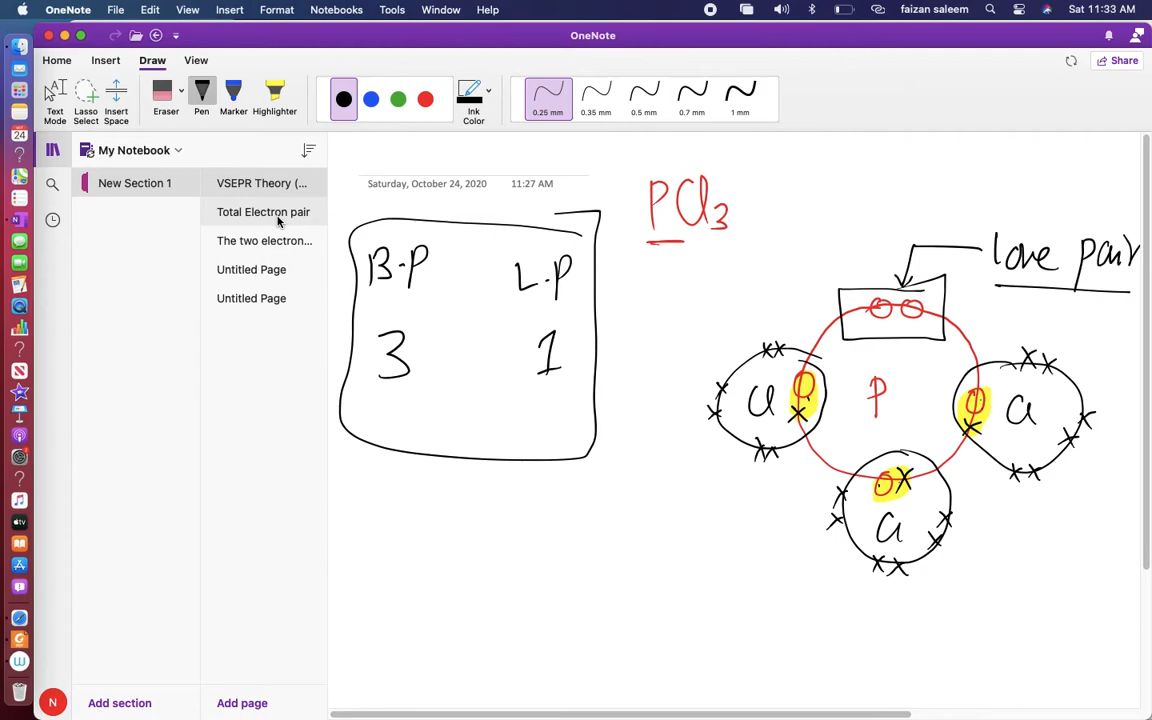 OneNote File Edit View Insert Format Notebooks Tools Window Help faizan saleem Sat 11:33 AM
OneNote
Home Insert Draw View Share
Text Mode Lasso Select Insert Space Eraser Pen Marker Highlighter Ink Color 0.25 mm 0.35 mm 0.5 mm 0.7 mm 1 mm
My Notebook
New Section 1
VSEPR Theory (...
Total Electron pair
The two electron...
Untitled Page
Untitled Page
Saturday, October 24, 2020 11:27 AM
PCl3
B.P L.P
3 1
lone pair
P
Cl
Cl
Cl
Add section Add page
N